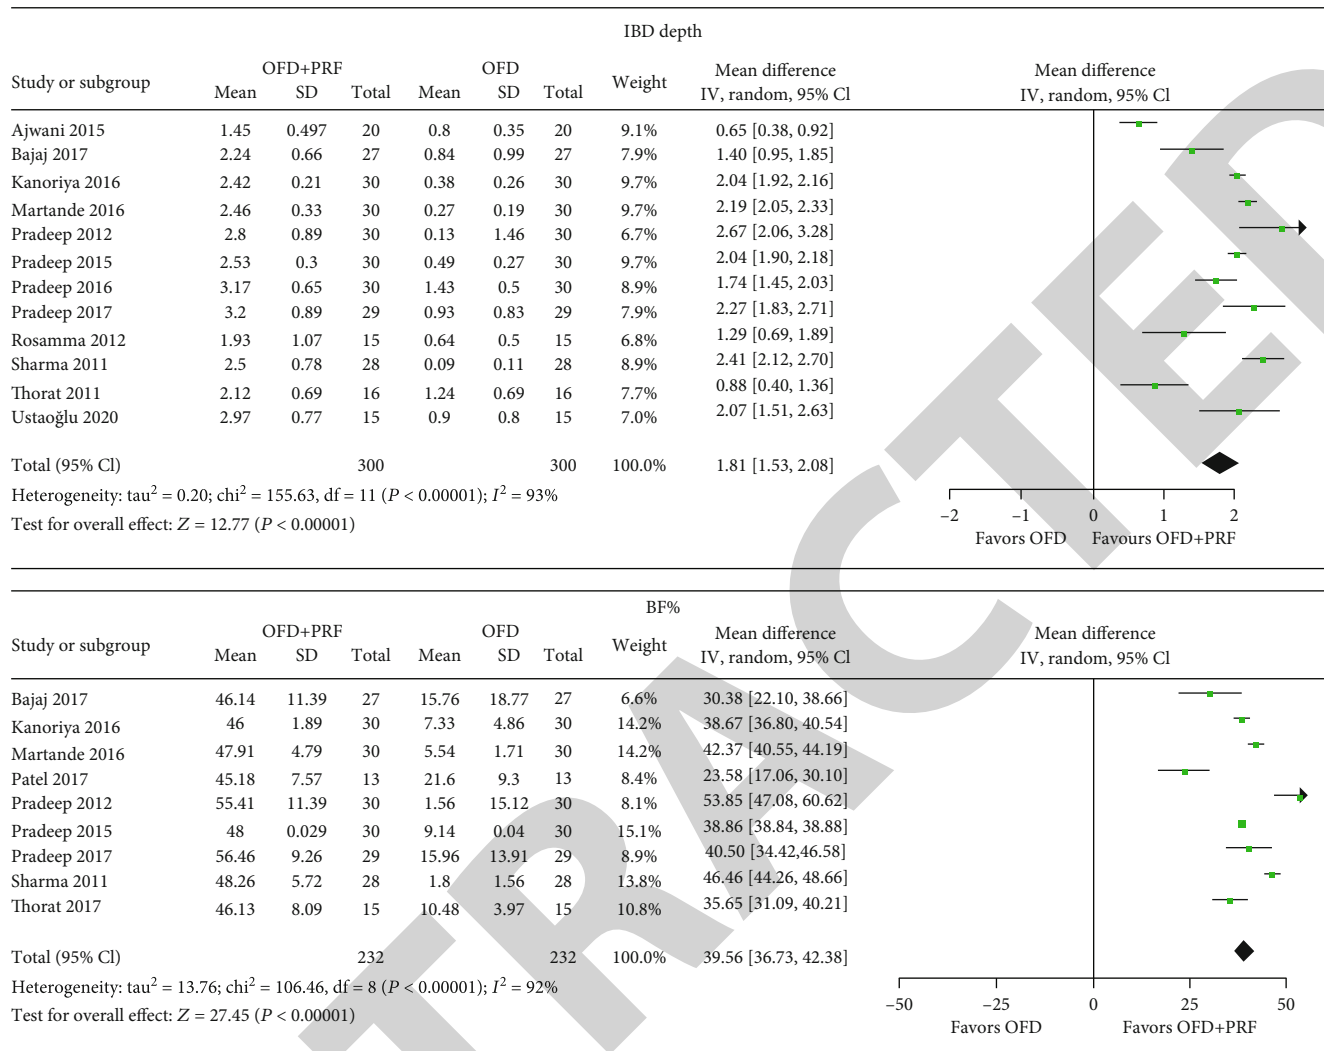 IBD depth
Study or subgroup OFD+PRF OFD Weight Mean difference Mean difference
Mean SD Total Mean SD Total IV, random, 95% Cl IV, random, 95% Cl
Ajwani 2015 1.45 0.497 20 0.8 0.35 20 9.1% 0.65 [0.38, 0.92]
Bajaj 2017 2.24 0.66 27 0.84 0.99 27 7.9% 1.40 [0.95, 1.85]
Kanoriya 2016 2.42 0.21 30 0.38 0.26 30 9.7% 2.04 [1.92, 2.16]
Martande 2016 2.46 0.33 30 0.27 0.19 30 9.7% 2.19 [2.05, 2.33]
Pradeep 2012 2.8 0.89 30 0.13 1.46 30 6.7% 2.67 [2.06, 3.28]
Pradeep 2015 2.53 0.3 30 0.49 0.27 30 9.7% 2.04 [1.90, 2.18]
Pradeep 2016 3.17 0.65 30 1.43 0.5 30 8.9% 1.74 [1.45, 2.03]
Pradeep 2017 3.2 0.89 29 0.93 0.83 29 7.9% 2.27 [1.83, 2.71]
Rosamma 2012 1.93 1.07 15 0.64 0.5 15 6.8% 1.29 [0.69, 1.89]
Sharma 2011 2.5 0.78 28 0.09 0.11 28 8.9% 2.41 [2.12, 2.70]
Thorat 2011 2.12 0.69 16 1.24 0.69 16 7.7% 0.88 [0.40, 1.36]
Ustaoğlu 2020 2.97 0.77 15 0.9 0.8 15 7.0% 2.07 [1.51, 2.63]
Total (95% Cl) 300 300 100.0% 1.81 [1.53, 2.08]
Heterogeneity: tau² = 0.20; chi² = 155.63, df = 11 (P < 0.00001); I² = 93%
Test for overall effect: Z = 12.77 (P < 0.00001)
−2 −1 0 1 2
Favors OFD Favours OFD+PRF
BF%
Study or subgroup OFD+PRF OFD Weight Mean difference Mean difference
Mean SD Total Mean SD Total IV, random, 95% Cl IV, random, 95% Cl
Bajaj 2017 46.14 11.39 27 15.76 18.77 27 6.6% 30.38 [22.10, 38.66]
Kanoriya 2016 46 1.89 30 7.33 4.86 30 14.2% 38.67 [36.80, 40.54]
Martande 2016 47.91 4.79 30 5.54 1.71 30 14.2% 42.37 [40.55, 44.19]
Patel 2017 45.18 7.57 13 21.6 9.3 13 8.4% 23.58 [17.06, 30.10]
Pradeep 2012 55.41 11.39 30 1.56 15.12 30 8.1% 53.85 [47.08, 60.62]
Pradeep 2015 48 0.029 30 9.14 0.04 30 15.1% 38.86 [38.84, 38.88]
Pradeep 2017 56.46 9.26 29 15.96 13.91 29 8.9% 40.50 [34.42,46.58]
Sharma 2011 48.26 5.72 28 1.8 1.56 28 13.8% 46.46 [44.26, 48.66]
Thorat 2017 46.13 8.09 15 10.48 3.97 15 10.8% 35.65 [31.09, 40.21]
Total (95% Cl) 232 232 100.0% 39.56 [36.73, 42.38]
Heterogeneity: tau² = 13.76; chi² = 106.46, df = 8 (P < 0.00001); I² = 92%
Test for overall effect: Z = 27.45 (P < 0.00001)
−50 −25 0 25 50
Favors OFD Favors OFD+PRF
TRACTED